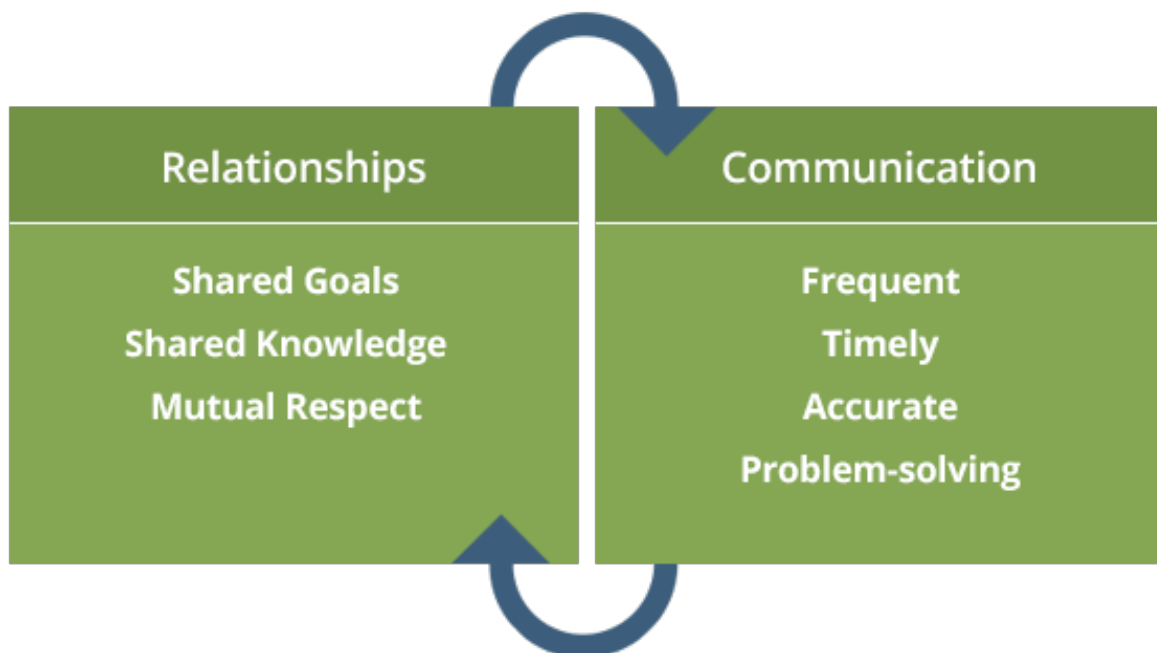 Relationships
Shared Goals
Shared Knowledge
Mutual Respect
Communication
Frequent
Timely
Accurate
Problem-solving